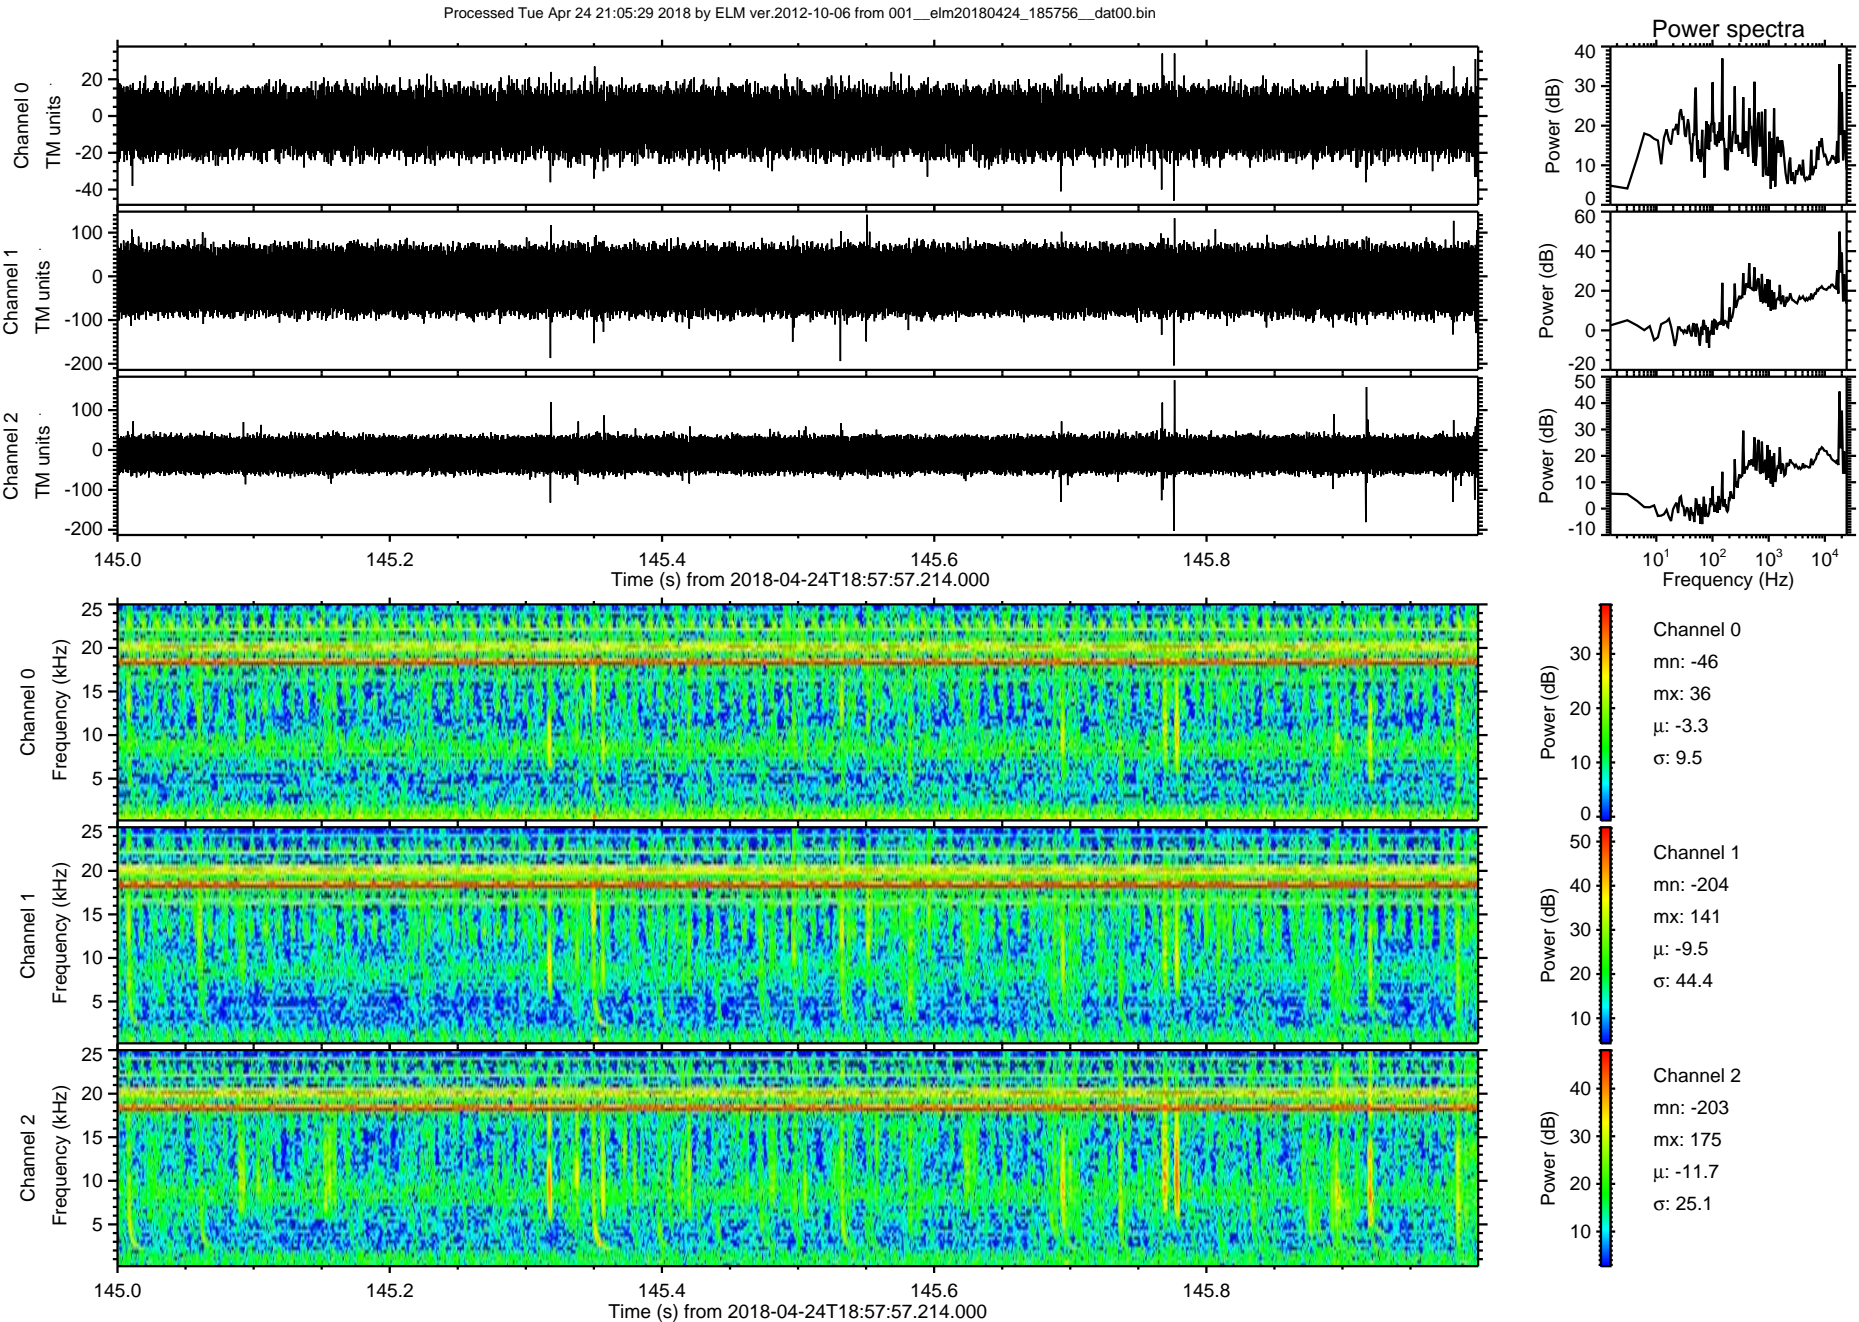 Processed Tue Apr 24 21:05:29 2018 by ELM ver.2012-10-06 from 001__elm20180424_185756__dat00.bin
Power spectra
Channel 0
TM units
20
0
-20
-40
Power (dB)
40
30
20
10
0
Channel 1
TM units
100
0
-100
-200
Power (dB)
60
40
20
0
-20
Channel 2
TM units
100
0
-100
-200
Power (dB)
50
40
30
20
10
0
-10
145.0 145.2 145.4 145.6 145.8
Time (s) from 2018-04-24T18:57:57.214.000
10¹ 10² 10³ 10⁴
Frequency (Hz)
Channel 0
Frequency (kHz)
25
20
15
10
5
Power (dB)
30
20
10
0
Channel 0
mn: -46
mx: 36
μ: -3.3
σ: 9.5
Channel 1
Frequency (kHz)
25
20
15
10
5
Power (dB)
50
40
30
20
10
Channel 1
mn: -204
mx: 141
μ: -9.5
σ: 44.4
Channel 2
Frequency (kHz)
25
20
15
10
5
Power (dB)
40
30
20
10
Channel 2
mn: -203
mx: 175
μ: -11.7
σ: 25.1
145.0 145.2 145.4 145.6 145.8
Time (s) from 2018-04-24T18:57:57.214.000